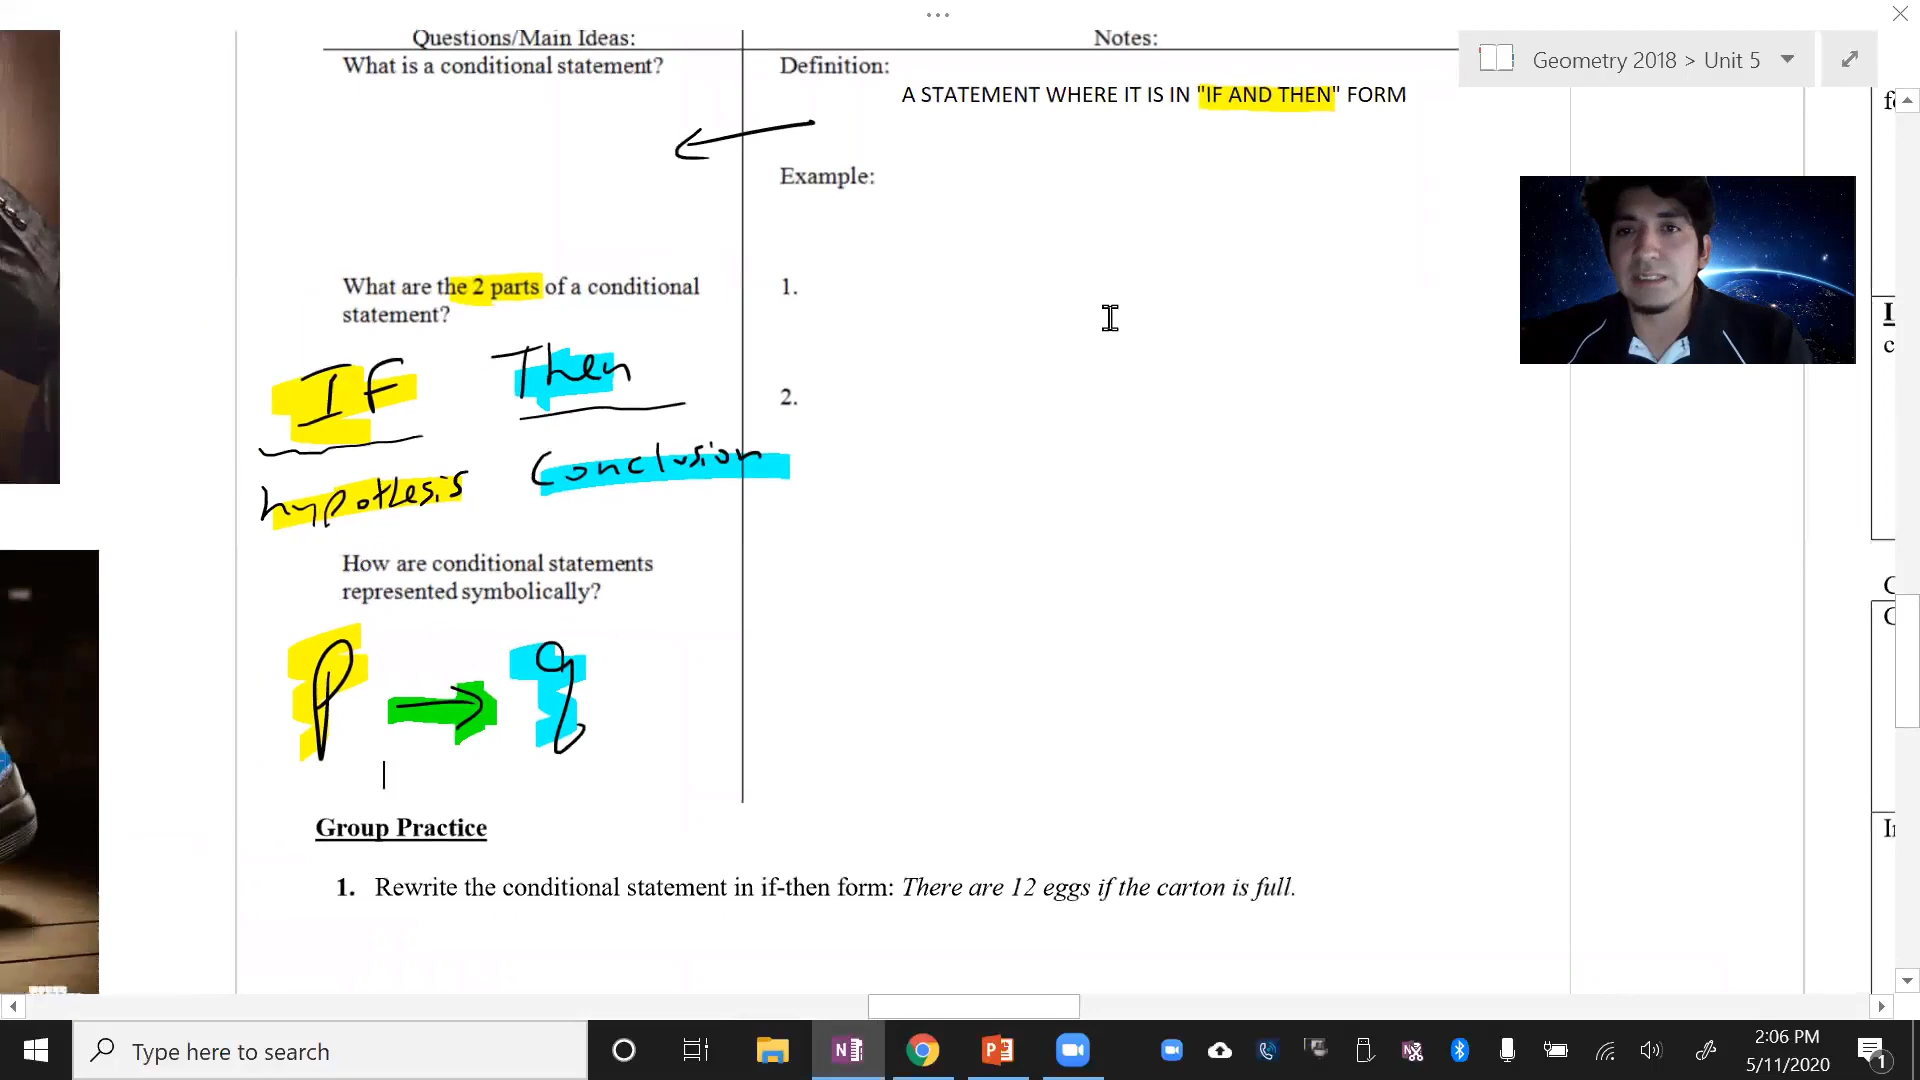 Questions/Main Ideas:
Notes:
What is a conditional statement?
Definition:
A STATEMENT WHERE IT IS IN "IF AND THEN" FORM
Example:
What are the 2 parts of a conditional
statement?
1.
2.
IF
Then
hypothesis
Conclusion
How are conditional statements
represented symbolically?
P → q
Group Practice
1. Rewrite the conditional statement in if-then form: There are 12 eggs if the carton is full.
Geometry 2018 > Unit 5
Type here to search
2:06 PM
5/11/2020
1